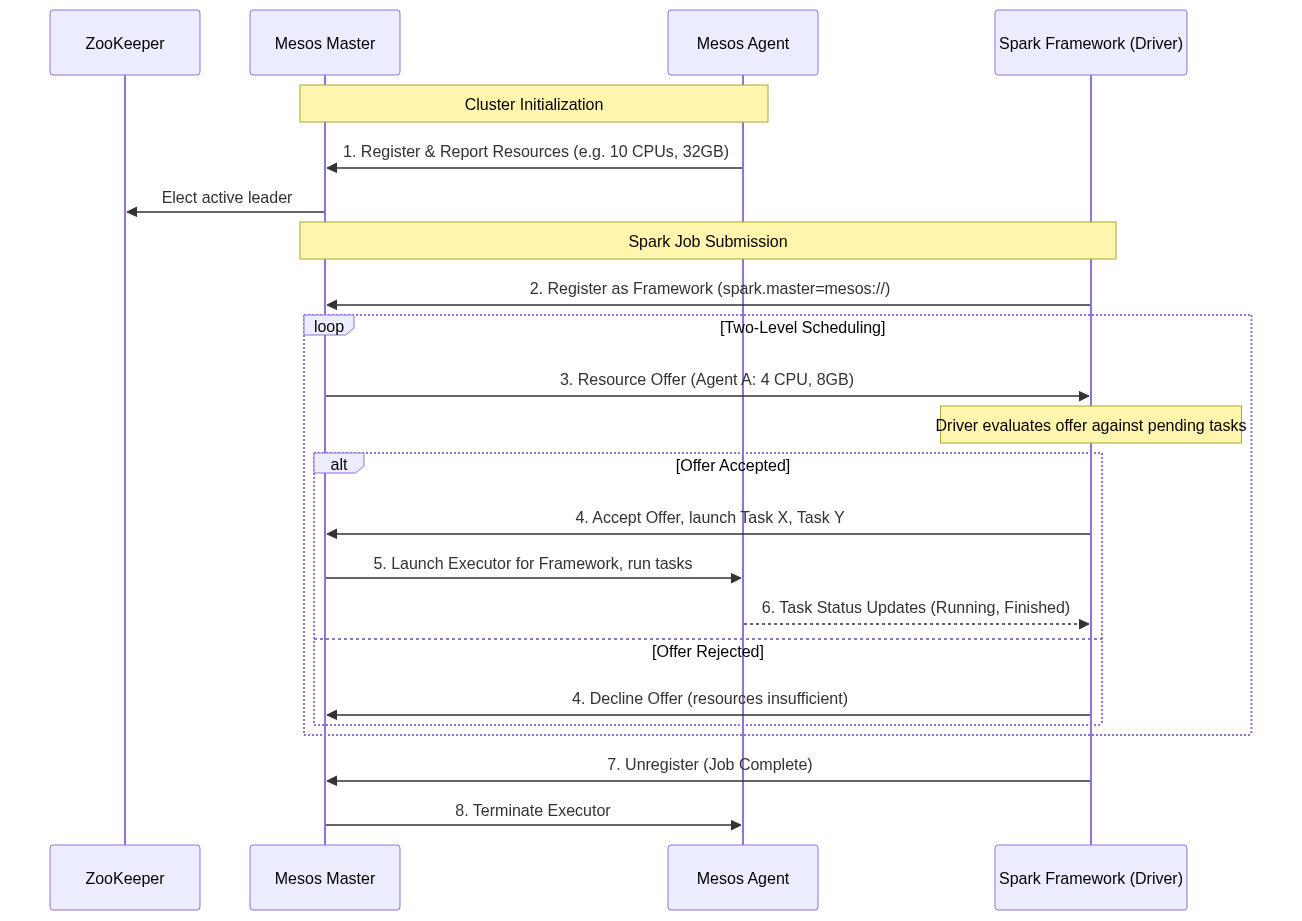 ZooKeeper
Mesos Master
Mesos Agent
Spark Framework (Driver)
Cluster Initialization
1. Register & Report Resources (e.g. 10 CPUs, 32GB)
Elect active leader
Spark Job Submission
2. Register as Framework (spark.master=mesos://)
loop
[Two-Level Scheduling]
3. Resource Offer (Agent A: 4 CPU, 8GB)
Driver evaluates offer against pending tasks
alt
[Offer Accepted]
4. Accept Offer, launch Task X, Task Y
5. Launch Executor for Framework, run tasks
6. Task Status Updates (Running, Finished)
[Offer Rejected]
4. Decline Offer (resources insufficient)
7. Unregister (Job Complete)
8. Terminate Executor
ZooKeeper
Mesos Master
Mesos Agent
Spark Framework (Driver)